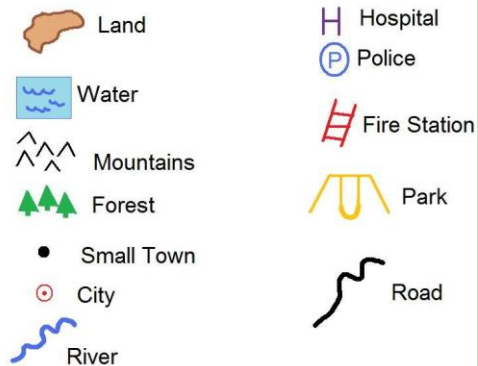 Land
Water
Mountains
Forest
Small Town
City
River
H Hospital
P Police
Fire Station
Park
Road